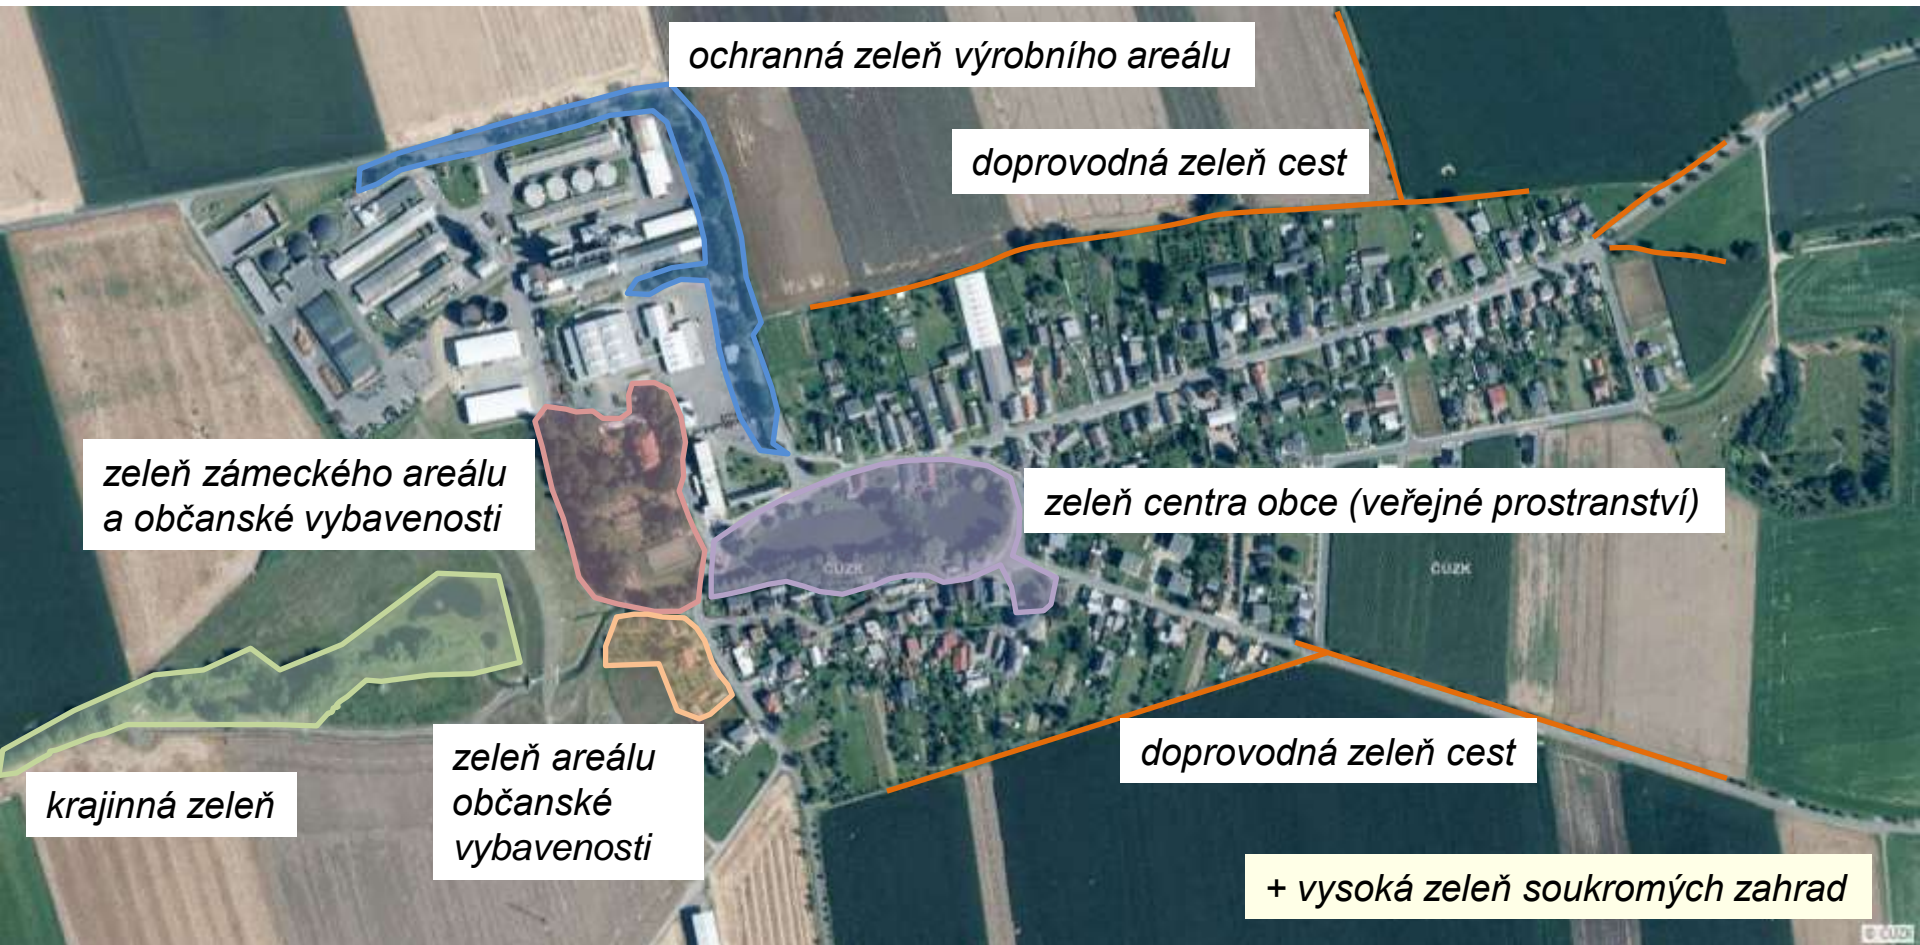 ochranná zeleň výrobního areálu
doprovodná zeleň cest
zeleň zámeckého areálu
a občanské vybavenosti
zeleň centra obce (veřejné prostranství)
ČÚZK
ČÚZK
zeleň areálu
občanské
vybavenosti
doprovodná zeleň cest
krajinná zeleň
+ vysoká zeleň soukromých zahrad
© ČÚZK